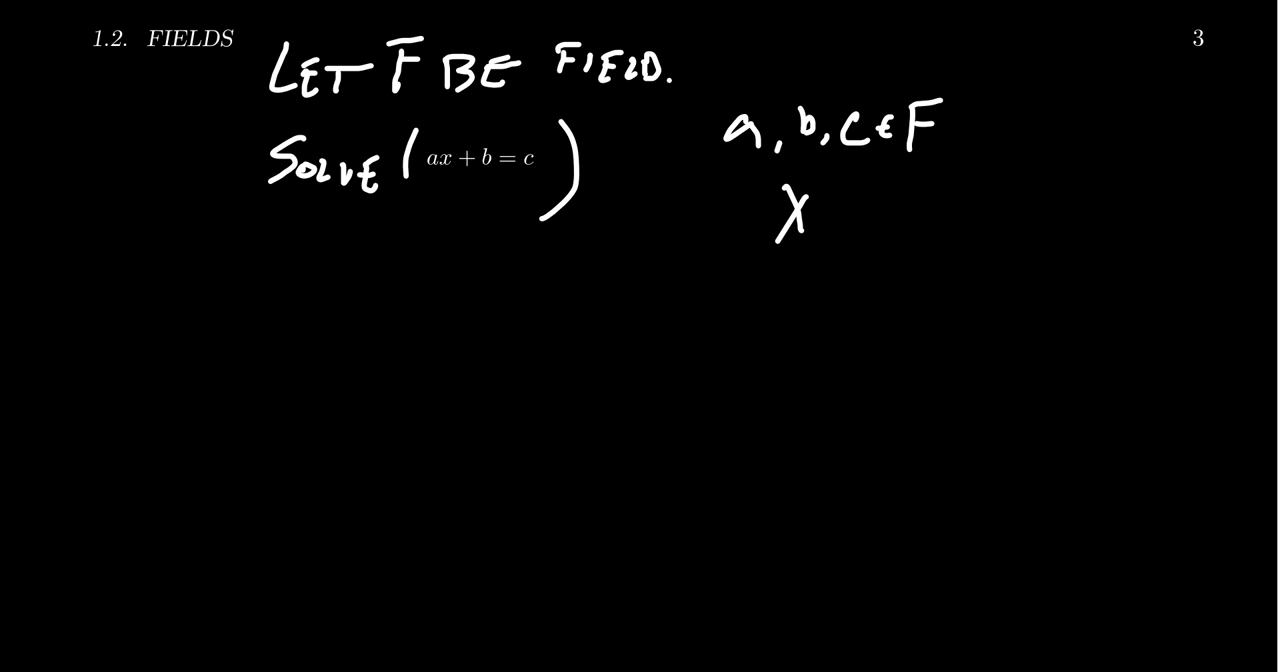 1.2. FIELDS 3
LET F BE FIELD.
SOLVE (ax + b = c) a, b, c ∈ F
X